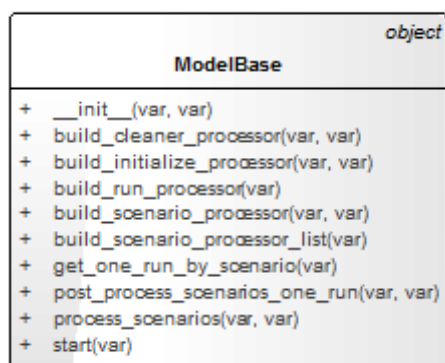 object
ModelBase
+ __init__(var, var)
+ build_cleaner_processor(var, var)
+ build_initialize_processor(var, var)
+ build_run_processor(var)
+ build_scenario_processor(var, var)
+ build_scenario_processor_list(var)
+ get_one_run_by_scenario(var)
+ post_process_scenarios_one_run(var, var)
+ process_scenarios(var, var)
+ start(var)